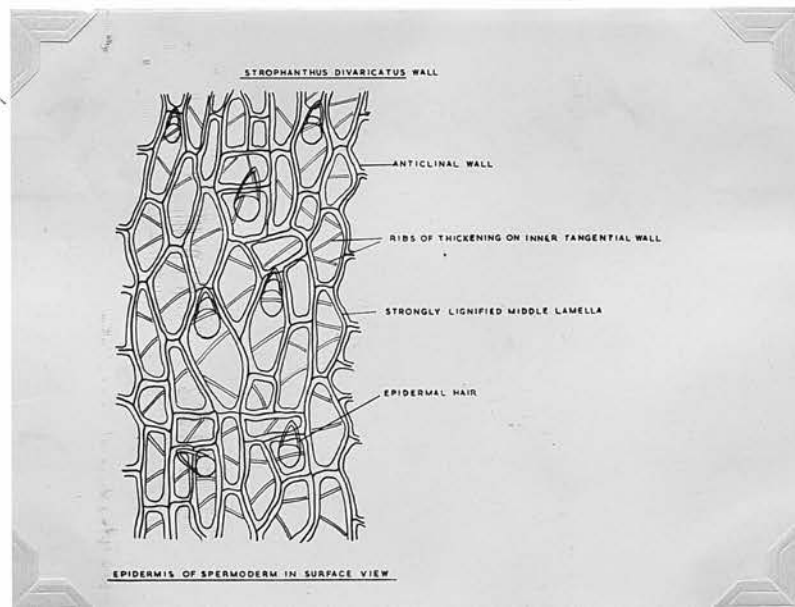 STROPHANTHUS DIVARICATUS WALL
ANTICLINAL WALL
RIBS OF THICKENING ON INNER TANGENTIAL WALL
STRONGLY LIGNIFIED MIDDLE LAMELLA
EPIDERMAL HAIR
EPIDERMIS OF SPERMODERM IN SURFACE VIEW